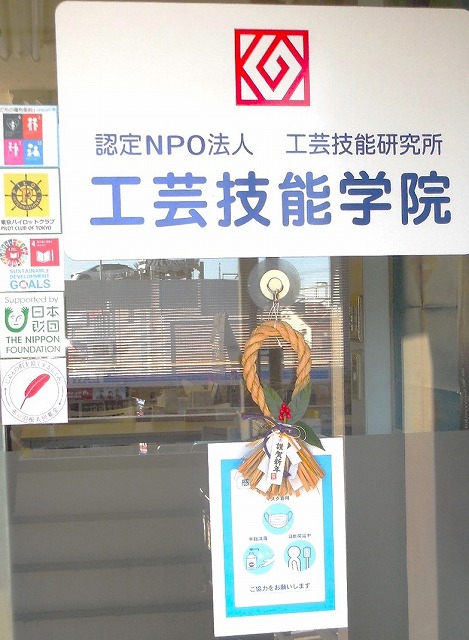 認定NPO法人 工芸技能研究所
工芸技能学院
東京パイロットクラブ
PILOT CLUB OF TOKYO
SUSTAINABLE
DEVELOPMENT
GOALS
4
Supported by
日本
財団
THE NIPPON
FOUNDATION
謹賀新年
感
マスク着用
手指消毒
ご協力をお願いします